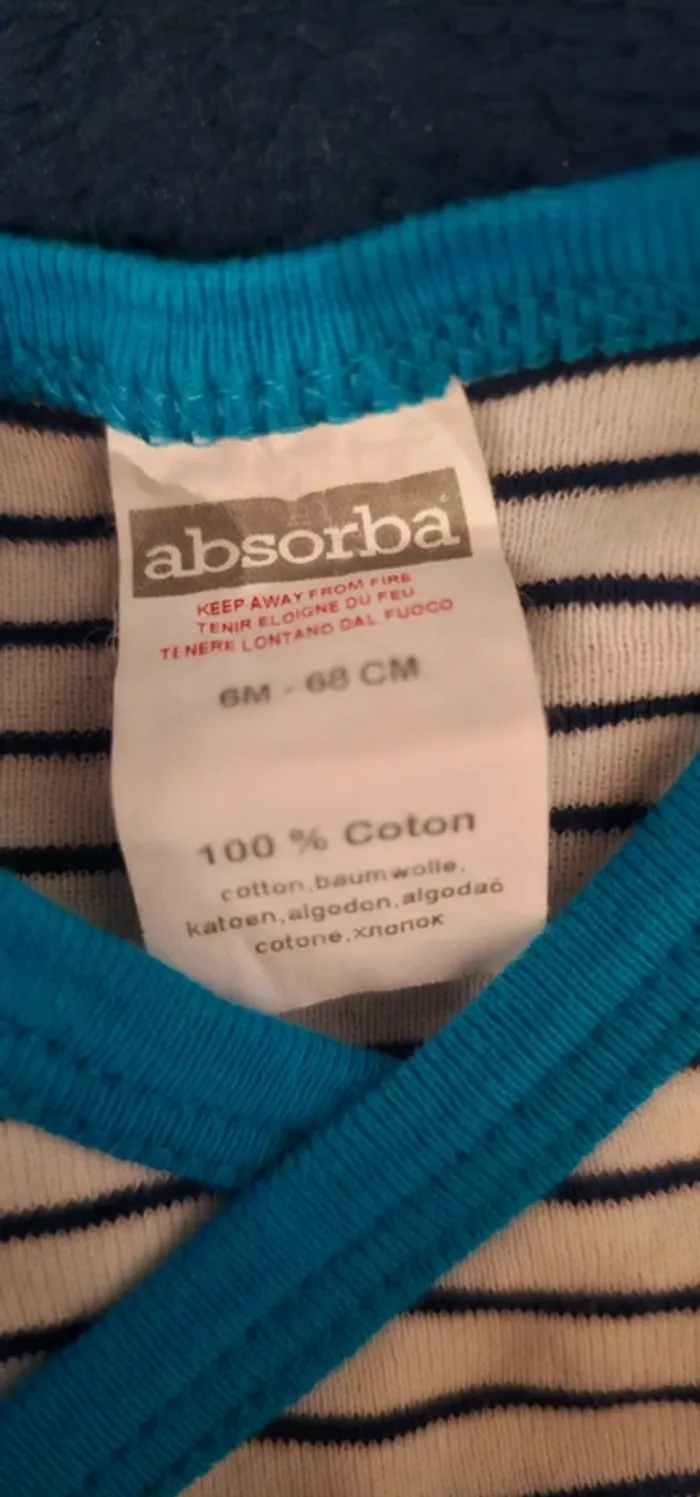 absorba
KEEP AWAY FROM FIRE
TENIR ELOIGNE DU FEU
TENERE LONTANO DAL FUOCO
6M - 68 CM
100 % Coton
cotton,baumwolle,
katoen,algodon,algodaõ
cotone,хлопок